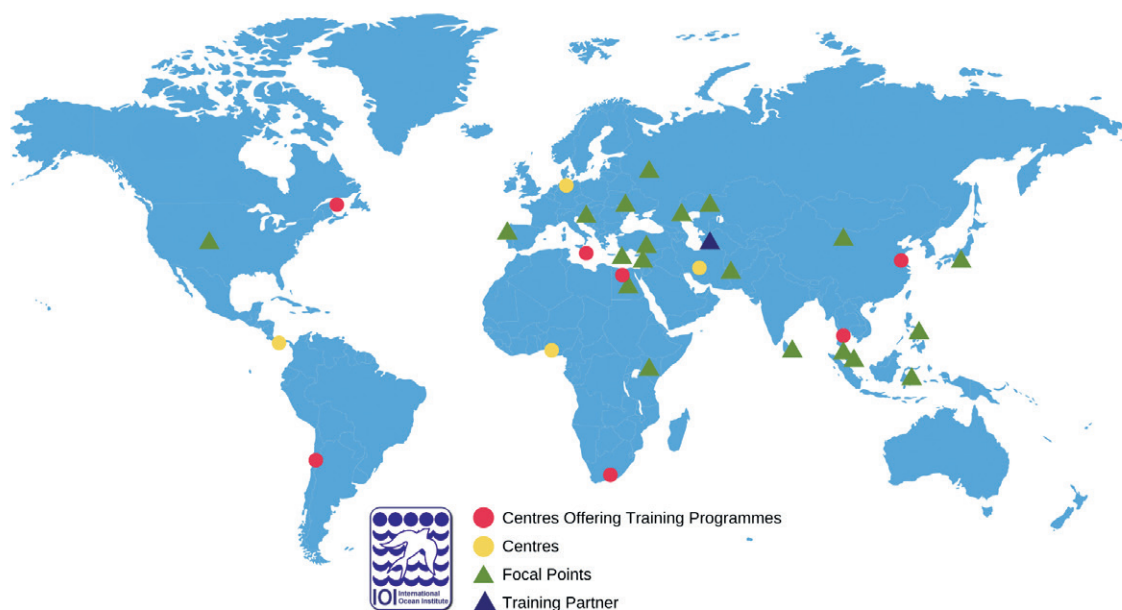 Centres Offering Training Programmes
Centres
Focal Points
Training Partner
IOI International
Ocean Institute